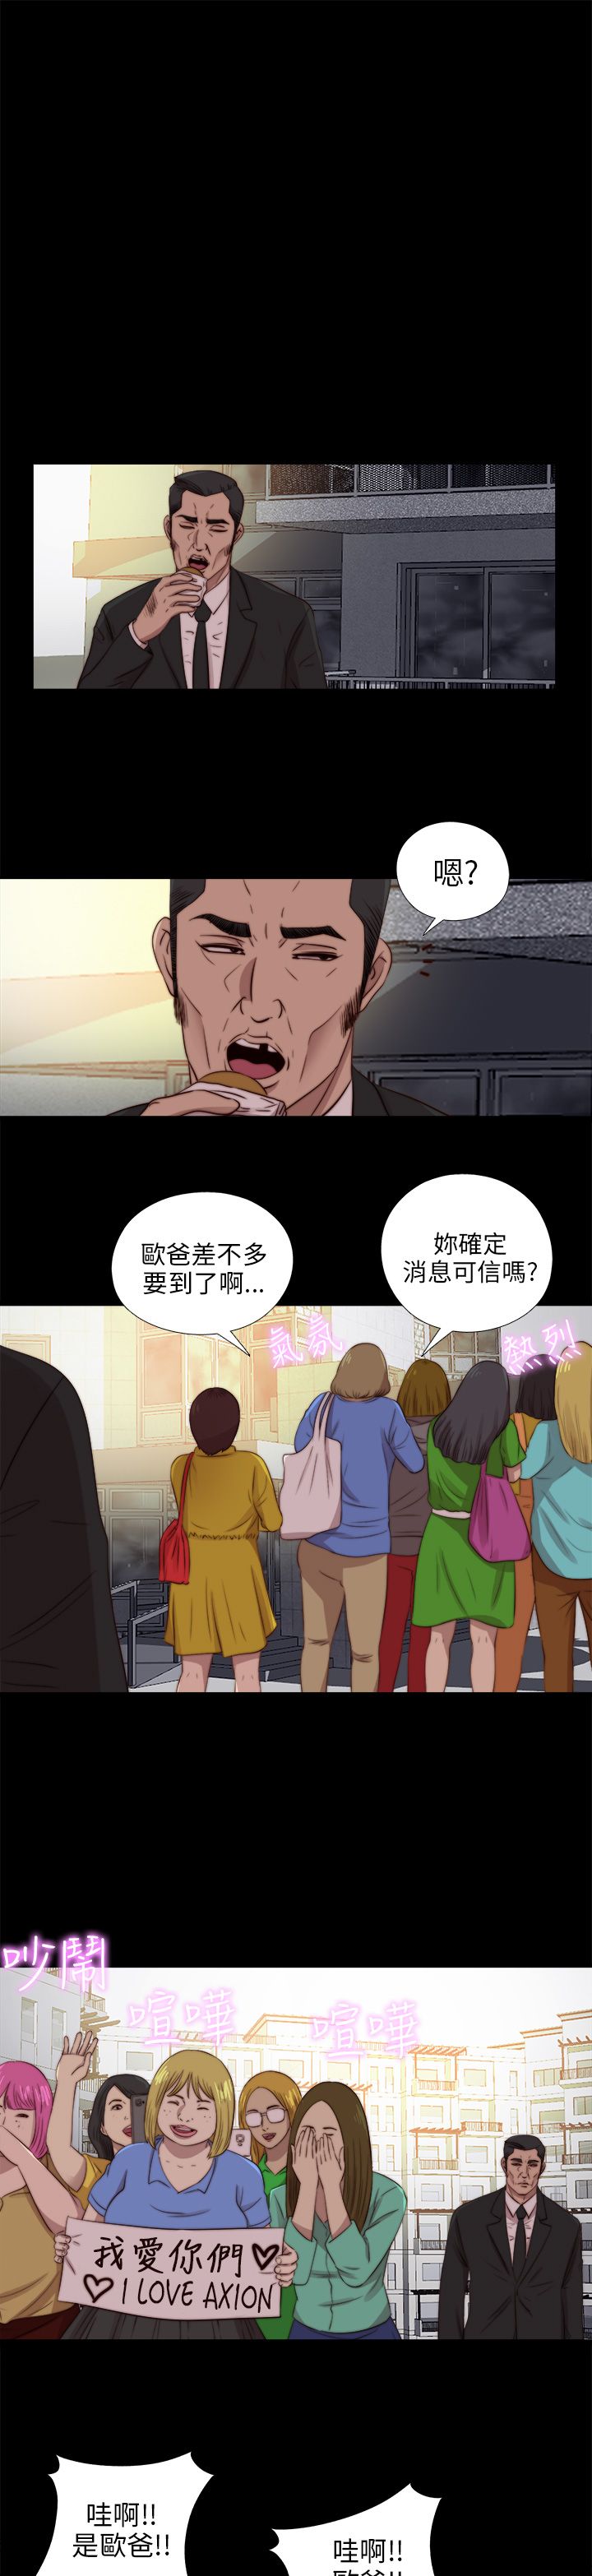 嗯?
歐爸差不多
要到了啊...
妳確定
消息可信嗎?
氣氛
熱烈
吵鬧
喧嘩
喧嘩
我愛你們♥
♥I LOVE AXION
哇啊!!
是歐爸!!
哇啊!!